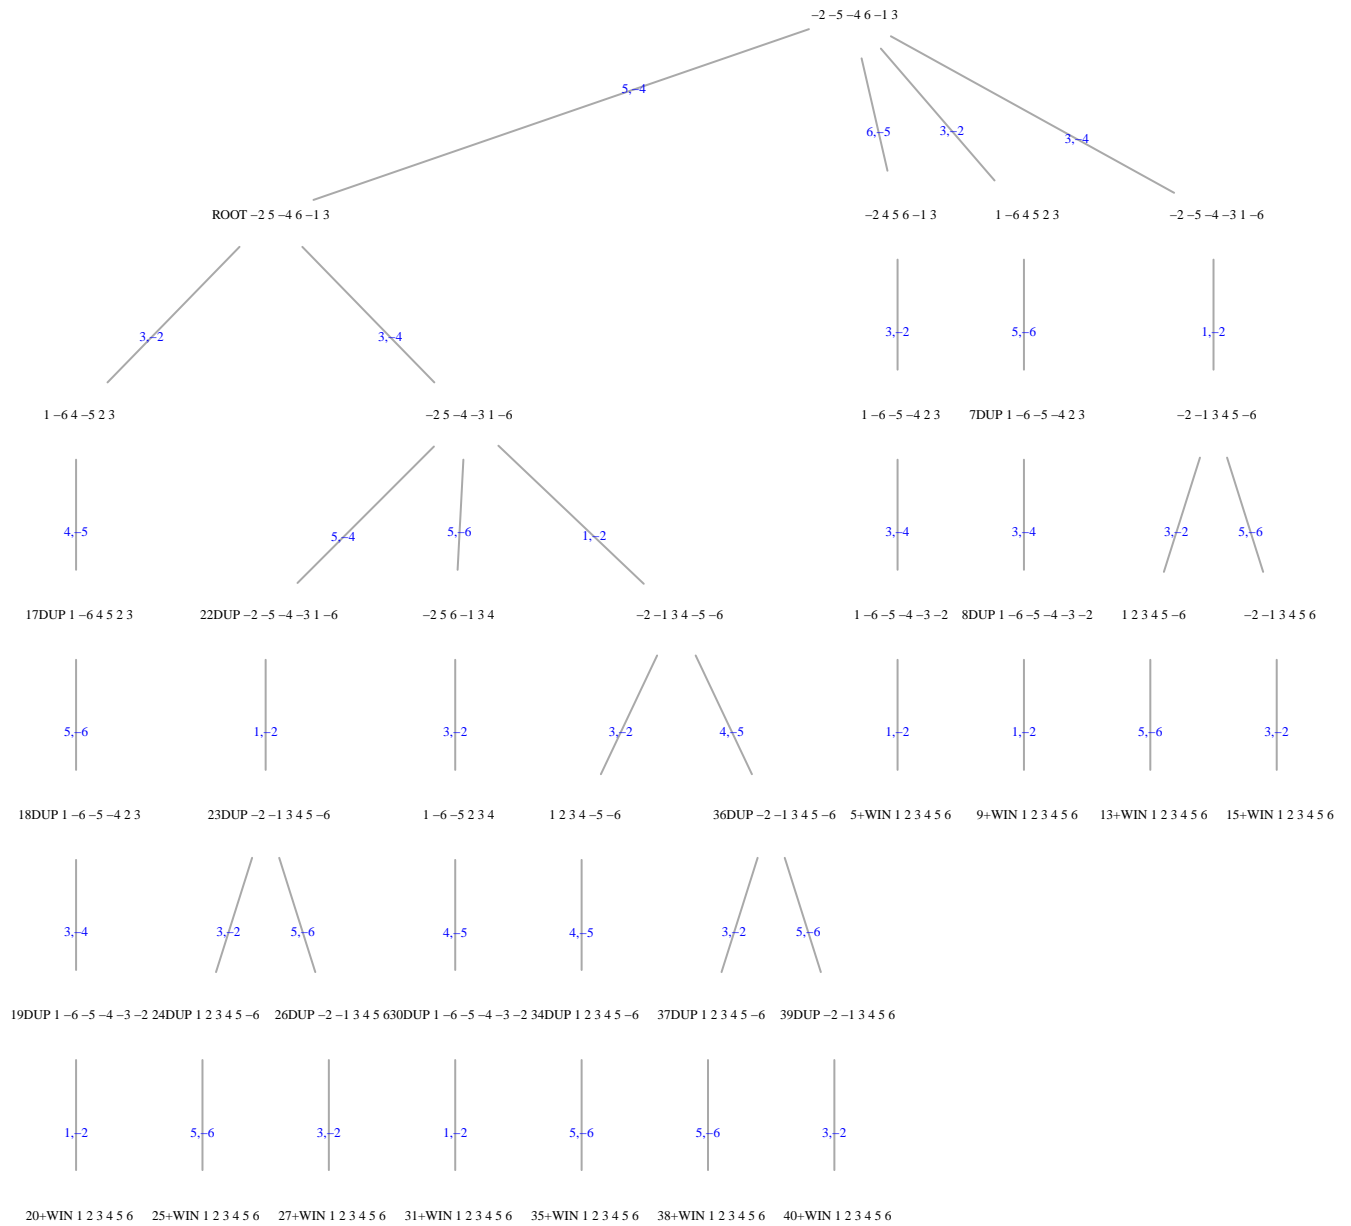 −2 −5 −4 6 −1 3
5,−4
6,−5
3,−2
3,−4
ROOT −2 5 −4 6 −1 3
−2 4 5 6 −1 3
1 −6 4 5 2 3
−2 −5 −4 −3 1 −6
3,−2
3,−4
3,−2
5,−6
1,−2
1 −6 4 −5 2 3
−2 5 −4 −3 1 −6
1 −6 −5 −4 2 3
7DUP 1 −6 −5 −4 2 3
−2 −1 3 4 5 −6
4,−5
5,−4
5,−6
1,−2
3,−4
3,−4
3,−2
5,−6
17DUP 1 −6 4 5 2 3
22DUP −2 −5 −4 −3 1 −6
−2 5 6 −1 3 4
−2 −1 3 4 −5 −6
1 −6 −5 −4 −3 −2
8DUP 1 −6 −5 −4 −3 −2
1 2 3 4 5 −6
−2 −1 3 4 5 6
5,−6
1,−2
3,−2
3,−2
4,−5
1,−2
1,−2
5,−6
3,−2
18DUP 1 −6 −5 −4 2 3
23DUP −2 −1 3 4 5 −6
1 −6 −5 2 3 4
1 2 3 4 −5 −6
36DUP −2 −1 3 4 5 −6
5+WIN 1 2 3 4 5 6
9+WIN 1 2 3 4 5 6
13+WIN 1 2 3 4 5 6
15+WIN 1 2 3 4 5 6
3,−4
3,−2
5,−6
4,−5
4,−5
3,−2
5,−6
19DUP 1 −6 −5 −4 −3 −2
24DUP 1 2 3 4 5 −6
26DUP −2 −1 3 4 5 6
30DUP 1 −6 −5 −4 −3 −2
34DUP 1 2 3 4 5 −6
37DUP 1 2 3 4 5 −6
39DUP −2 −1 3 4 5 6
1,−2
5,−6
3,−2
1,−2
5,−6
5,−6
3,−2
20+WIN 1 2 3 4 5 6
25+WIN 1 2 3 4 5 6
27+WIN 1 2 3 4 5 6
31+WIN 1 2 3 4 5 6
35+WIN 1 2 3 4 5 6
38+WIN 1 2 3 4 5 6
40+WIN 1 2 3 4 5 6